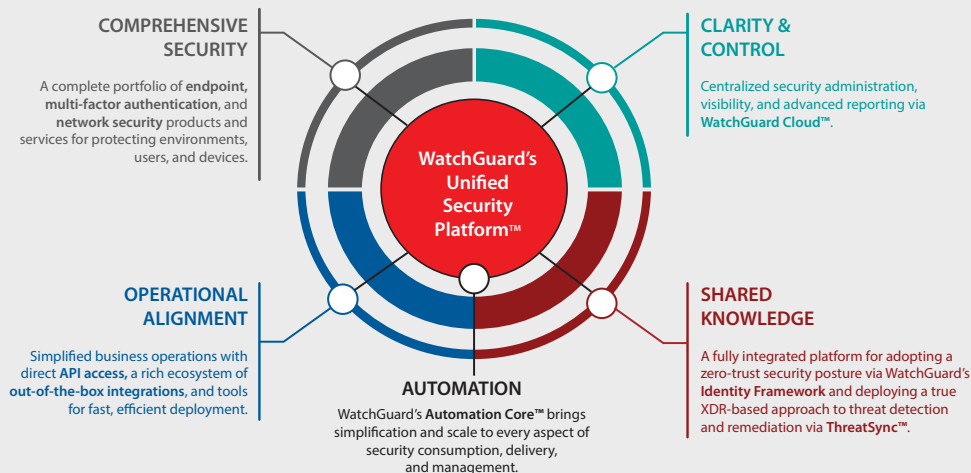 COMPREHENSIVE
SECURITY
A complete portfolio of endpoint,
multi-factor authentication, and
network security products and
services for protecting environments,
users, and devices.
CLARITY &
CONTROL
Centralized security administration,
visibility, and advanced reporting via
WatchGuard Cloud™.
WatchGuard's
Unified
Security
Platform™
OPERATIONAL
ALIGNMENT
Simplified business operations with
direct API access, a rich ecosystem of
out-of-the-box integrations, and tools
for fast, efficient deployment.
AUTOMATION
WatchGuard's Automation Core™ brings
simplification and scale to every aspect of
security consumption, delivery,
and management.
SHARED
KNOWLEDGE
A fully integrated platform for adopting a
zero-trust security posture via WatchGuard's
Identity Framework and deploying a true
XDR-based approach to threat detection
and remediation via ThreatSync™.